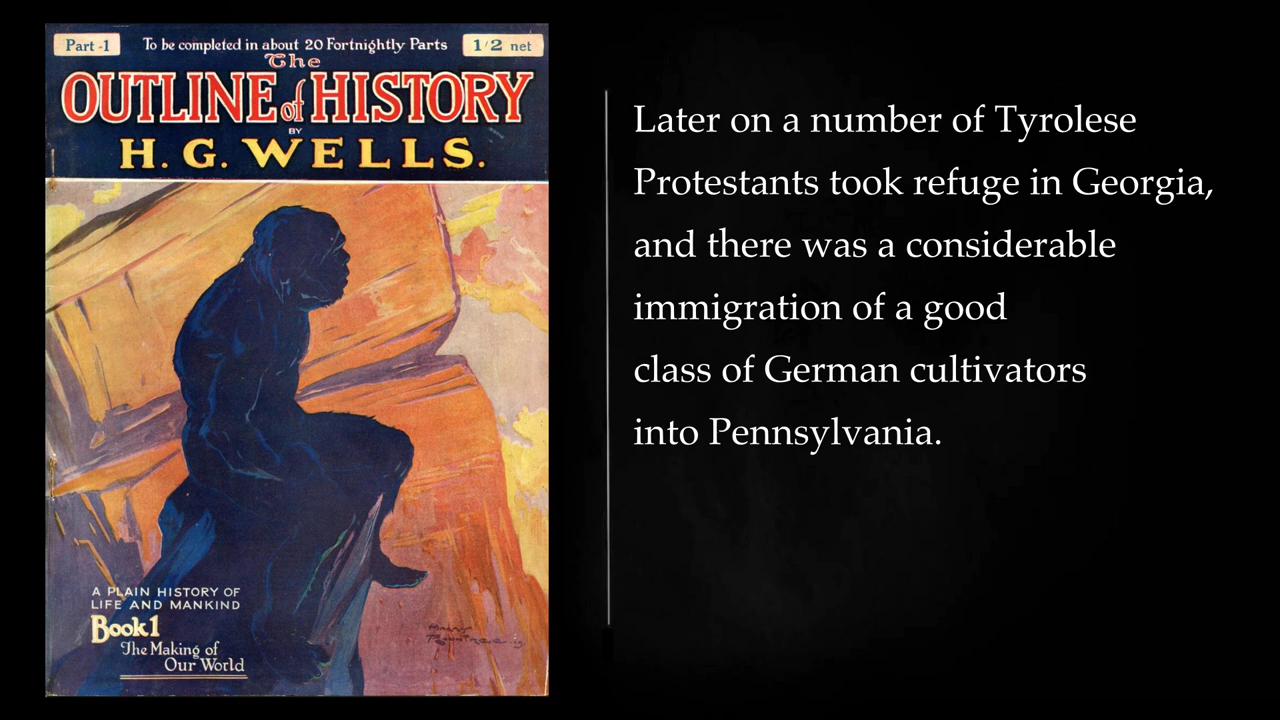 Part -1
To be completed in about 20 Fortnightly Parts
1/2 net
The
OUTLINE of HISTORY
BY
H. G. WELLS.
A PLAIN HISTORY OF
LIFE AND MANKIND
Book 1
The Making of
Our World
Later on a number of Tyrolese
Protestants took refuge in Georgia,
and there was a considerable
immigration of a good
class of German cultivators
into Pennsylvania.